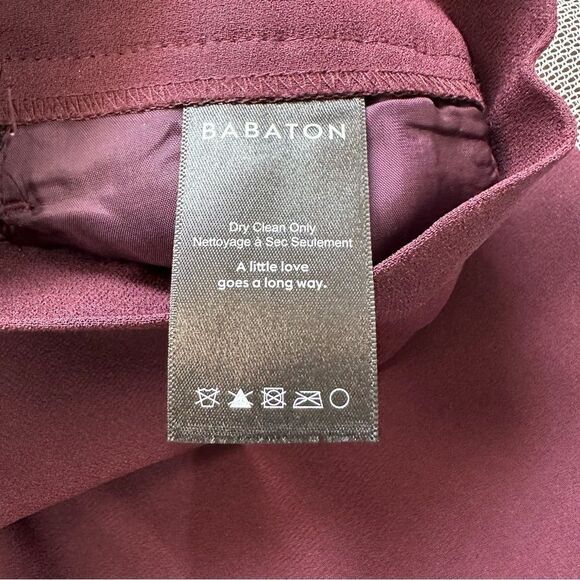 BABATON
Dry Clean Only
Nettoyage à Sec Seulement
A little love
goes a long way.